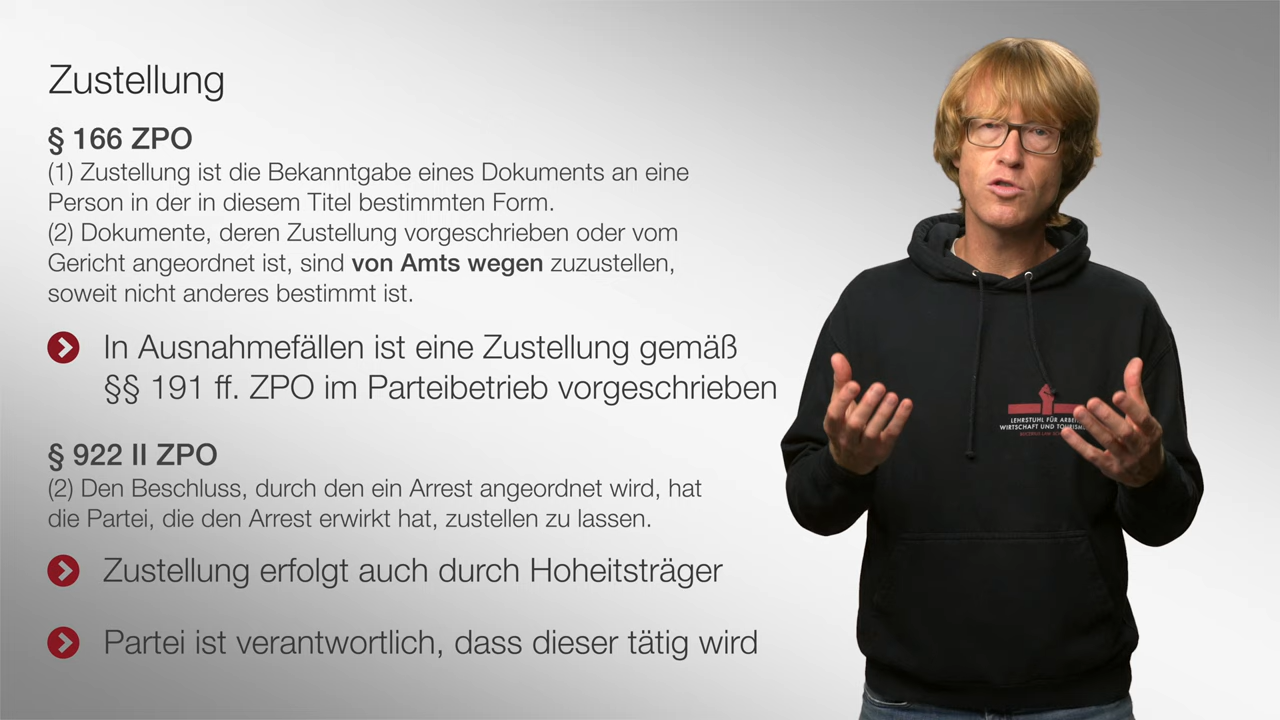 Zustellung
§ 166 ZPO
(1) Zustellung ist die Bekanntgabe eines Dokuments an eine
Person in der in diesem Titel bestimmten Form.
(2) Dokumente, deren Zustellung vorgeschrieben oder vom
Gericht angeordnet ist, sind von Amts wegen zuzustellen,
soweit nicht anderes bestimmt ist.
In Ausnahmefällen ist eine Zustellung gemäß
§§ 191 ff. ZPO im Parteibetrieb vorgeschrieben
§ 922 II ZPO
(2) Den Beschluss, durch den ein Arrest angeordnet wird, hat
die Partei, die den Arrest erwirkt hat, zustellen zu lassen.
Zustellung erfolgt auch durch Hoheitsträger
Partei ist verantwortlich, dass dieser tätig wird
LEHRSTUHL FÜR
WIRTSCHAFT UND